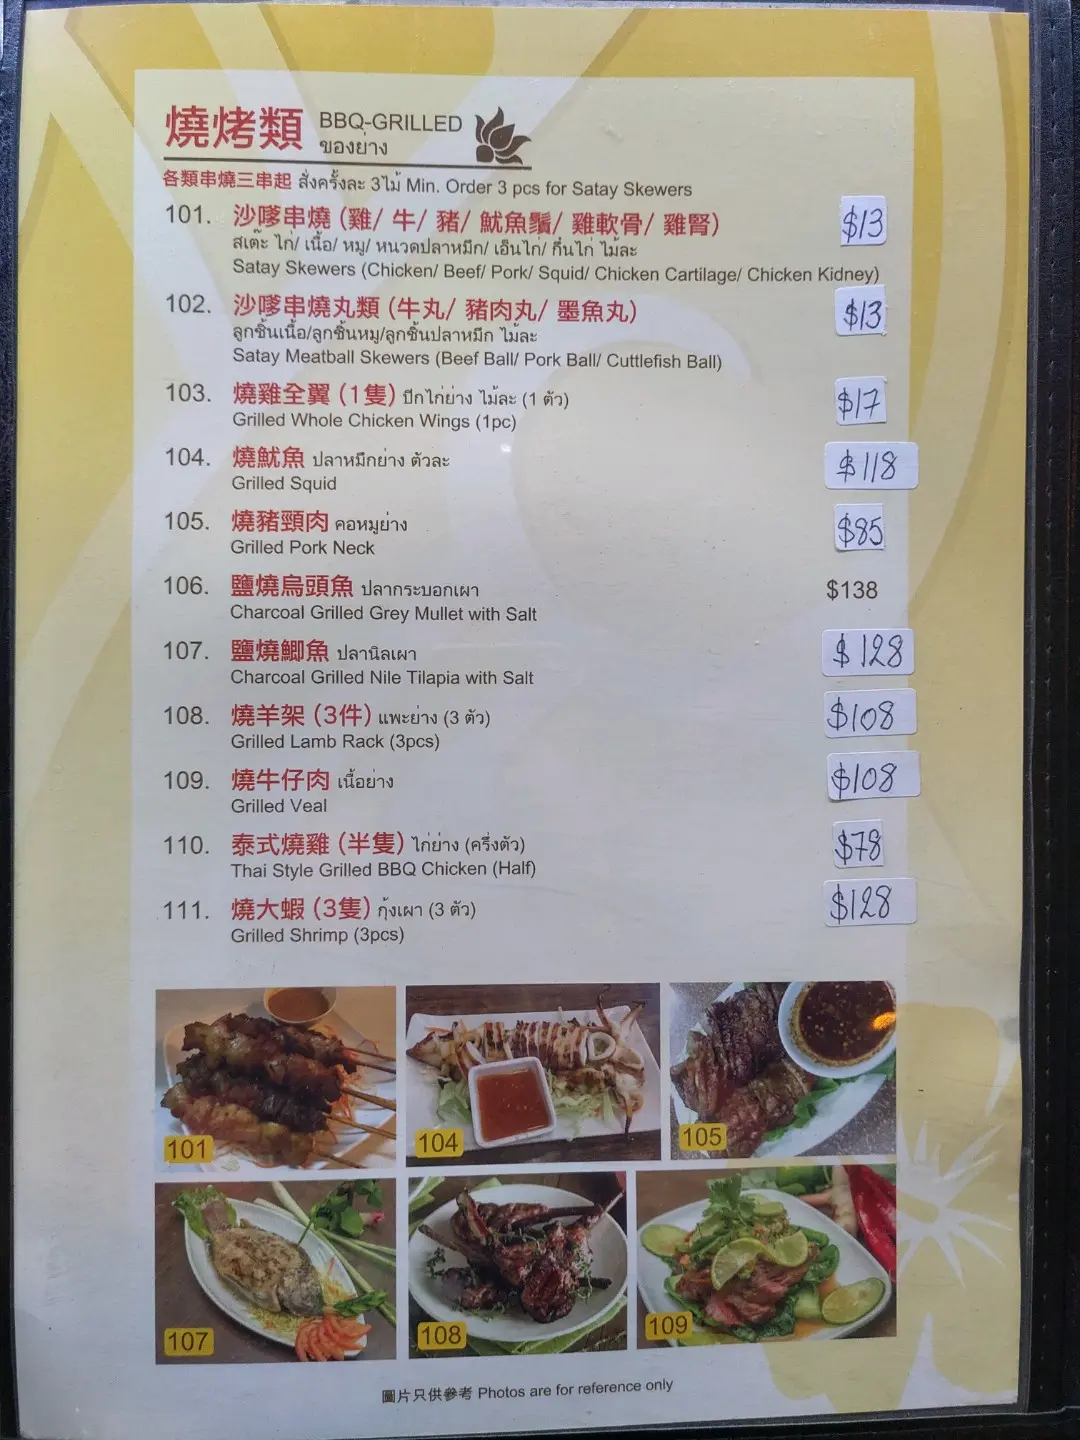 燒烤類 BBQ-GRILLED
ของย่าง
各類串燒三串起 สั่งครั้งละ 3ไม้ Min. Order 3 pcs for Satay Skewers
101. 沙嗲串燒 (雞/ 牛/ 豬/ 魷魚鬚/ 雞軟骨/ 雞腎) $13
สเต๊ะ ไก่/ เนื้อ/ หมู/ หนวดปลาหมึก/ เอ็นไก่/ กึ๋นไก่ ไม้ละ
Satay Skewers (Chicken/ Beef/ Pork/ Squid/ Chicken Cartilage/ Chicken Kidney)
102. 沙嗲串燒丸類 (牛丸/ 豬肉丸/ 墨魚丸) $13
ลูกชิ้นเนื้อ/ลูกชิ้นหมู/ลูกชิ้นปลาหมึก ไม้ละ
Satay Meatball Skewers (Beef Ball/ Pork Ball/ Cuttlefish Ball)
103. 燒雞全翼 (1隻) ปีกไก่ย่าง ไม้ละ (1 ตัว) $17
Grilled Whole Chicken Wings (1pc)
104. 燒魷魚 ปลาหมึกย่าง ตัวละ $118
Grilled Squid
105. 燒豬頸肉 คอหมูย่าง $85
Grilled Pork Neck
106. 鹽燒烏頭魚 ปลากระบอกเผา $138
Charcoal Grilled Grey Mullet with Salt
107. 鹽燒鯽魚 ปลานิลเผา $128
Charcoal Grilled Nile Tilapia with Salt
108. 燒羊架 (3件) แพะย่าง (3 ตัว) $108
Grilled Lamb Rack (3pcs)
109. 燒牛仔肉 เนื้อย่าง $108
Grilled Veal
110. 泰式燒雞 (半隻) ไก่ย่าง (ครึ่งตัว) $78
Thai Style Grilled BBQ Chicken (Half)
111. 燒大蝦 (3隻) กุ้งเผา (3 ตัว) $128
Grilled Shrimp (3pcs)
101
104
105
107
108
109
圖片只供參考 Photos are for reference only